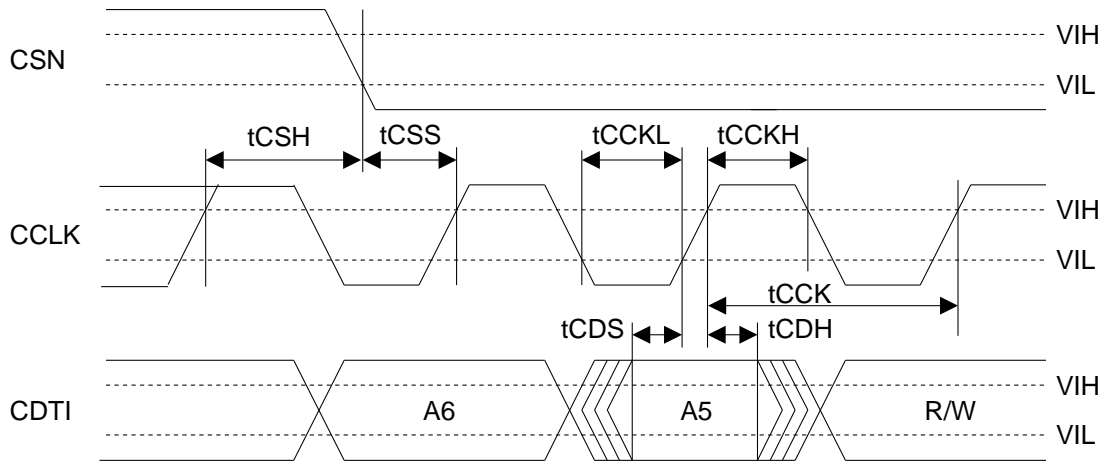 CSN
VIH
VIL
tCSH
tCSS
tCCKL
tCCKH
CCLK
VIH
VIL
tCCK
tCDS
tCDH
CDTI
A6
A5
R/W
VIH
VIL